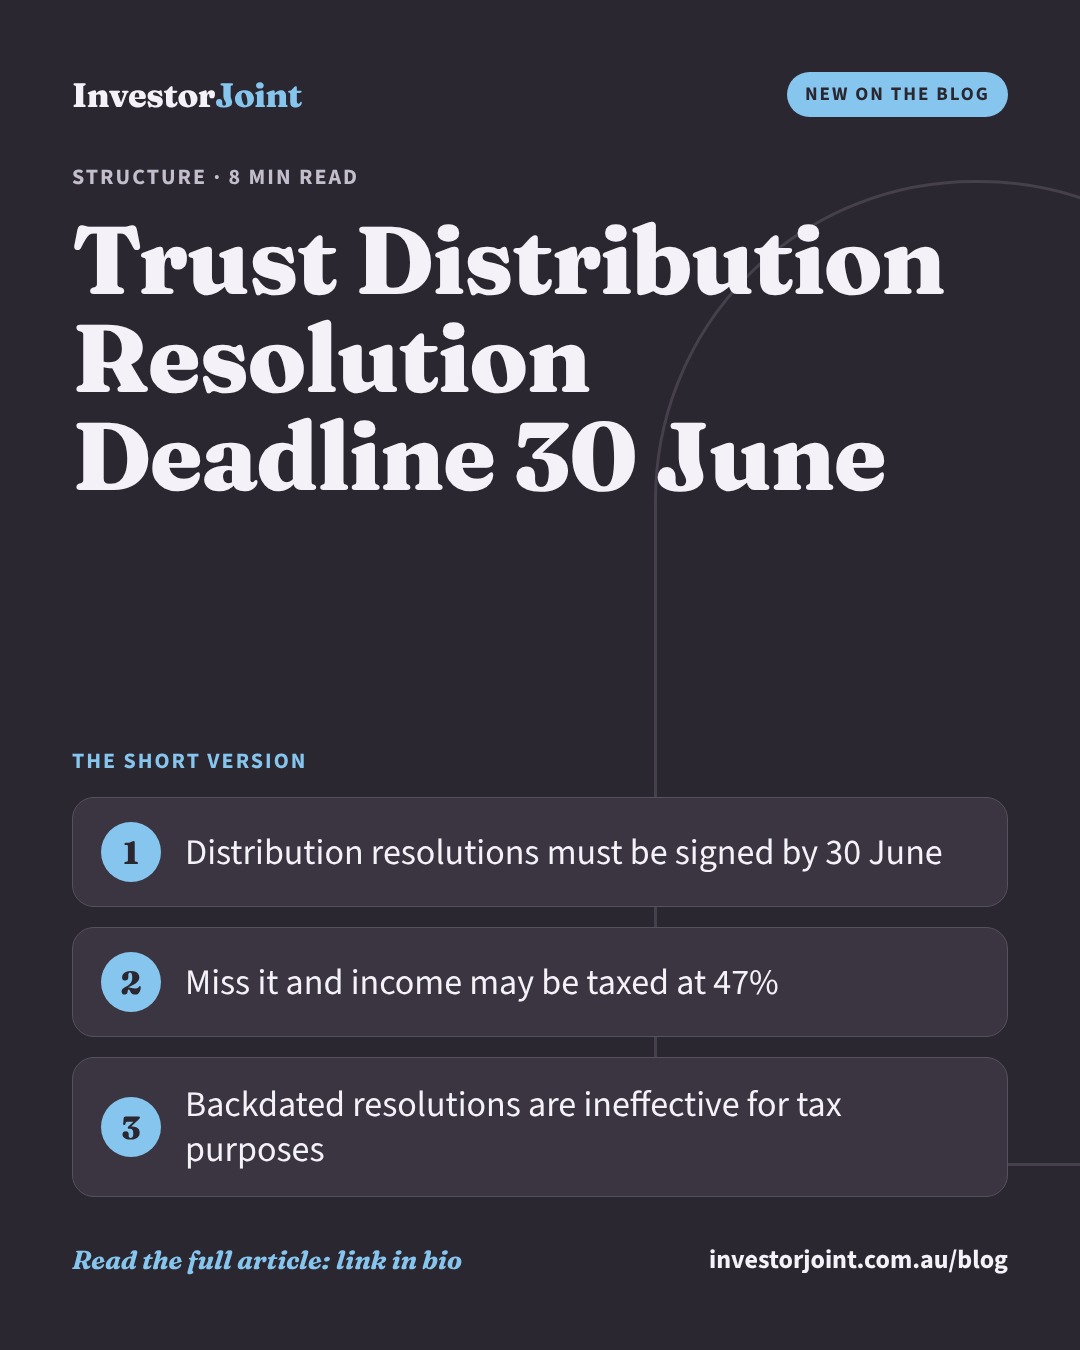 InvestorJoint
NEW ON THE BLOG
STRUCTURE · 8 MIN READ
Trust Distribution
Resolution
Deadline 30 June
THE SHORT VERSION
1 Distribution resolutions must be signed by 30 June
2 Miss it and income may be taxed at 47%
3 Backdated resolutions are ineffective for tax
purposes
Read the full article: link in bio
investorjoint.com.au/blog